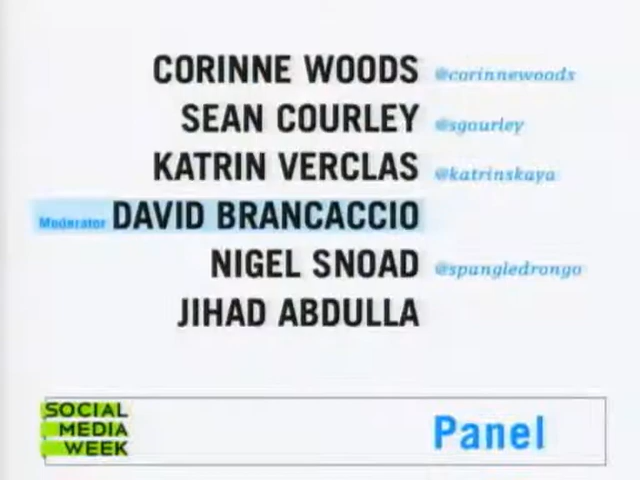 CORINNE WOODS @corinnewoods
SEAN COURLEY @sgourley
KATRIN VERCLAS @katrinskaya
Moderator DAVID BRANCACCIO
NIGEL SNOAD @spangledrongo
JIHAD ABDULLA
SOCIAL
MEDIA
WEEK
Panel